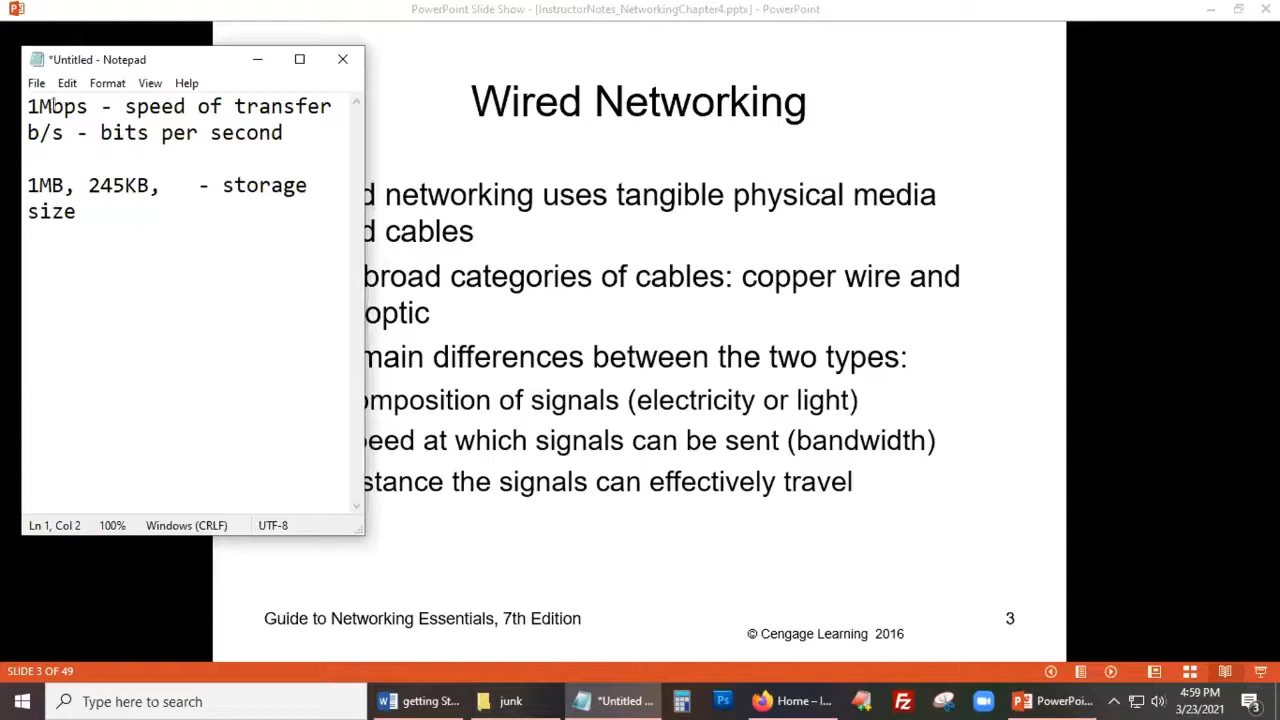 PowerPoint Slide Show - [InstructorNotes_NetworkingChapter4.pptx] - PowerPoint
*Untitled - Notepad
File Edit Format View Help
1Mbps - speed of transfer
b/s - bits per second
1MB, 245KB, - storage
size
Ln 1, Col 2 100% Windows (CRLF) UTF-8
Wired Networking
d networking uses tangible physical media
d cables
broad categories of cables: copper wire and
optic
main differences between the two types:
omposition of signals (electricity or light)
peed at which signals can be sent (bandwidth)
stance the signals can effectively travel
Guide to Networking Essentials, 7th Edition
© Cengage Learning 2016
3
SLIDE 3 OF 49
Type here to search
getting St...
junk
*Untitled ...
Ps
Home – I...
Fz
PowerPoi...
4:59 PM
3/23/2021
3